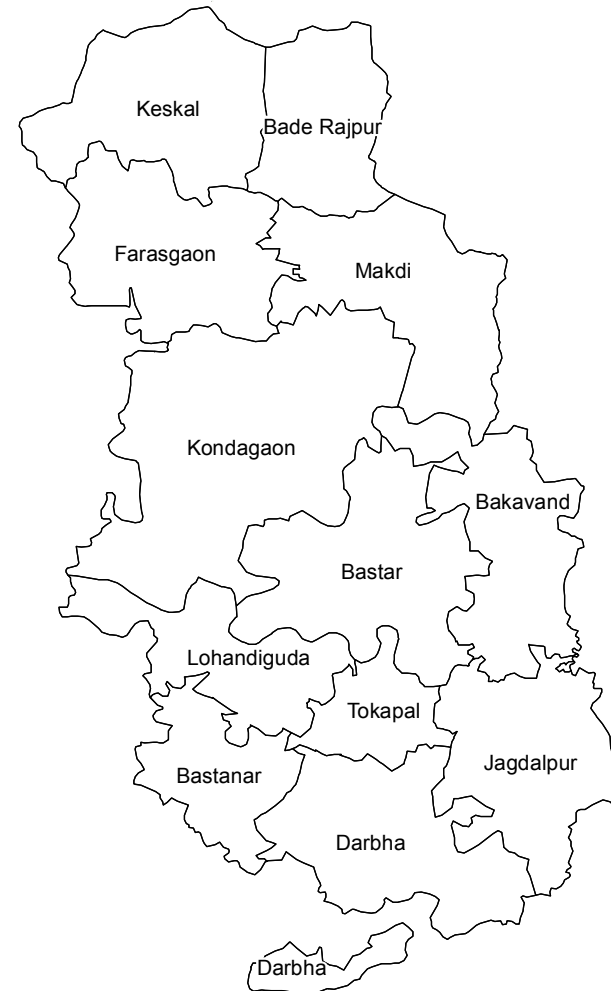 Keskal
Bade Rajpur
Farasgaon
Makdi
Kondagaon
Bakavand
Bastar
Lohandiguda
Tokapal
Jagdalpur
Bastanar
Darbha
Darbha